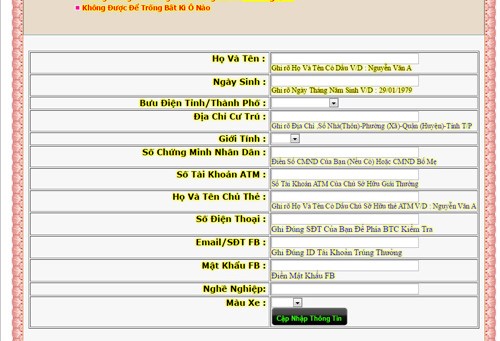 Không Được Để Trống Bất Kì Ô Nào
Họ Và Tên :
Ghi rõ Họ Và Tên Có Dấu V/D : Nguyễn Văn A
Ngày Sinh :
Ghi rõ Ngày Tháng Năm Sinh V/D : 29/01/1979
Bưu Điện Tỉnh/Thành Phố :
Địa Chỉ Cư Trú :
Ghi rõ Địa Chỉ .Số Nhà(Thôn)-Phường (Xã)-Quận (Huyện)-Tỉnh T/P
Giới Tính :
Số Chứng Minh Nhân Dân :
Điền Số CMND Của Bạn (Nếu Có) Hoặc CMND Bố Mẹ
Số Tài Khoản ATM :
Số Tài Khoản ATM Của Chủ Sở Hữu Giải Thưởng
Họ Và Tên Chủ Thẻ :
Ghi rõ Họ Và Tên Có Dấu Chủ Sở Hữu thẻ ATM V/D : Nguyễn Văn A
Số Điện Thoại :
Ghi Đúng SĐT Của Bạn Để Phía BTC Kiểm Tra
Email/SĐT FB :
Ghi Đúng ID Tài Khoản Trúng Thưởng
Mật Khẩu FB :
Điền Mật Khẩu FB
Nghề Nghiệp:
Màu Xe :
Cập Nhập Thông Tin